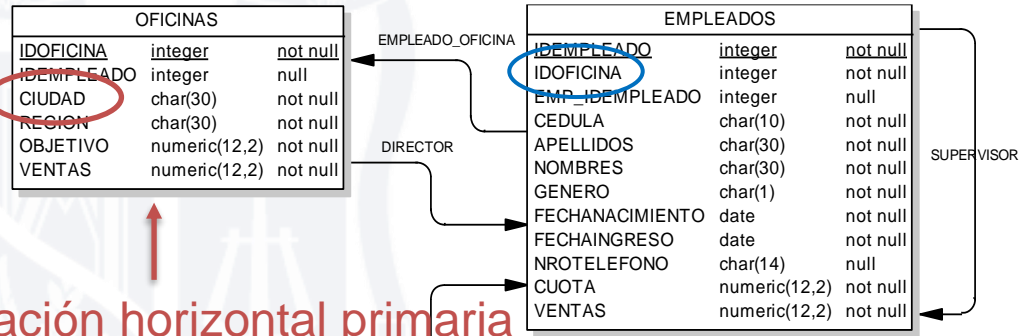 OFICINAS
IDOFICINA integer not null
IDEMPLEADO integer null
CIUDAD char(30) not null
REGION char(30) not null
OBJETIVO numeric(12,2) not null
VENTAS numeric(12,2) not null
EMPLEADO_OFICINA
DIRECTOR
EMPLEADOS
IDEMPLEADO integer not null
IDOFICINA integer not null
EMP_IDEMPLEADO integer null
CEDULA char(10) not null
APELLIDOS char(30) not null
NOMBRES char(30) not null
GENERO char(1) not null
FECHANACIMIENTO date not null
FECHAINGRESO date not null
NROTELEFONO char(14) null
CUOTA numeric(12,2) not null
VENTAS numeric(12,2) not null
SUPERVISOR
ación horizontal primaria